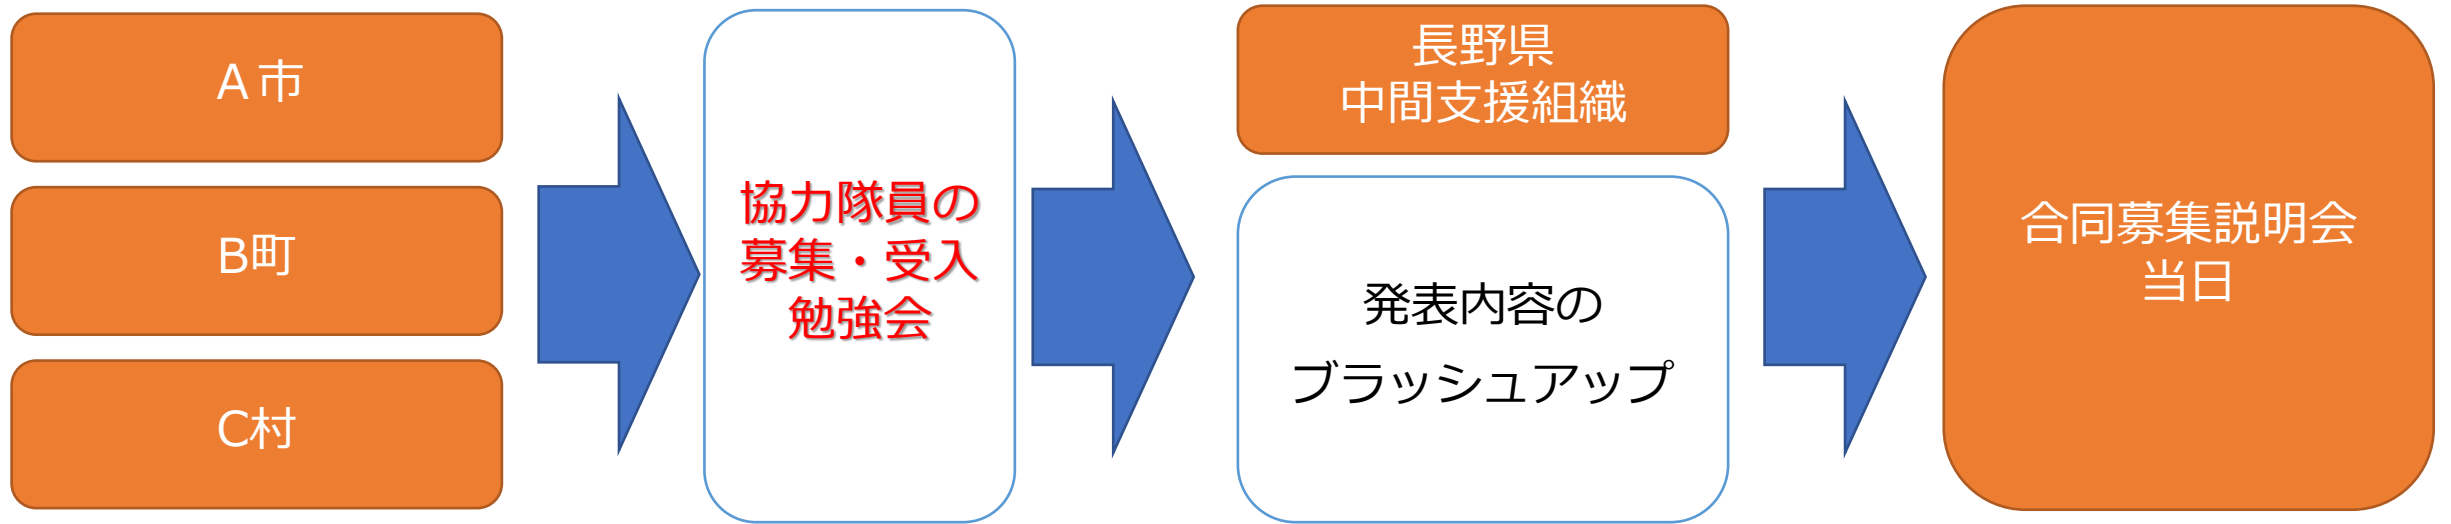 A市
B町
C村
協力隊員の
募集・受入
勉強会
長野県
中間支援組織
発表内容の
ブラッシュアップ
合同募集説明会
当日